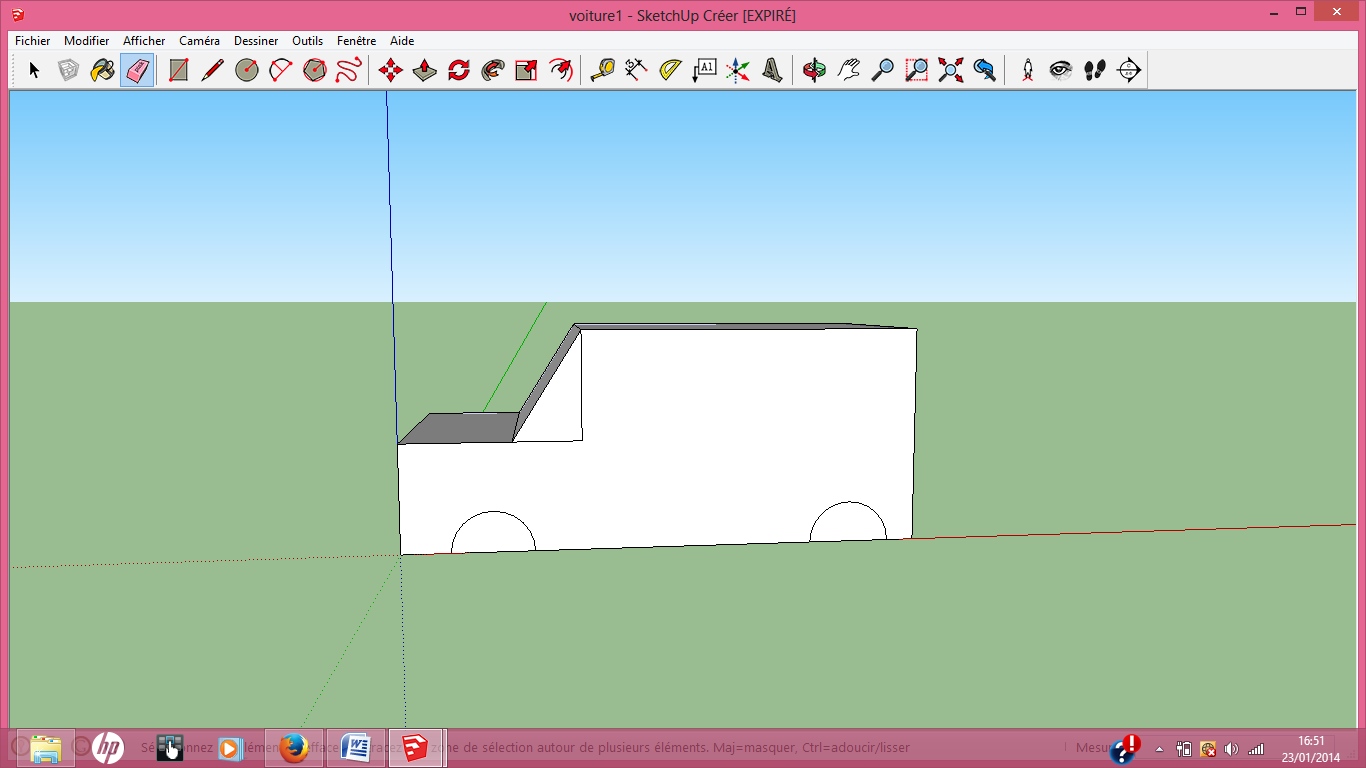 voiture1 - SketchUp Créer [EXPIRÉ]
Fichier Modifier Afficher Caméra Dessiner Outils Fenêtre Aide
A1
hp
zone de sélection autour de plusieurs éléments. Maj=masquer, Ctrl=adoucir/lisser
16:51
23/01/2014